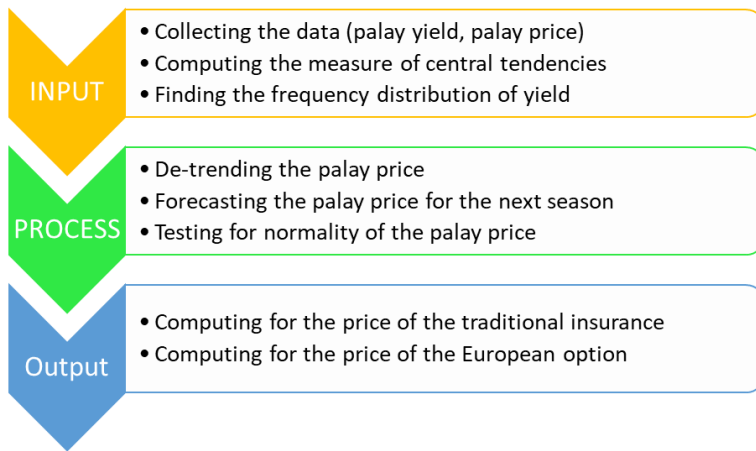 INPUT
• Collecting the data (palay yield, palay price)
• Computing the measure of central tendencies
• Finding the frequency distribution of yield
PROCESS
• De-trending the palay price
• Forecasting the palay price for the next season
• Testing for normality of the palay price
Output
• Computing for the price of the traditional insurance
• Computing for the price of the European option